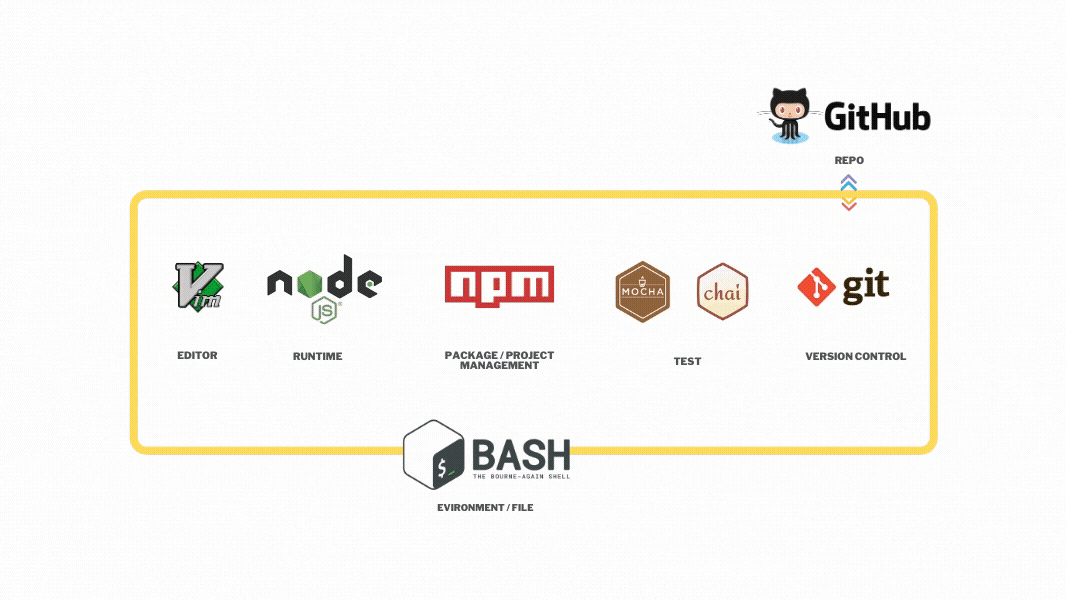 GitHub
REPO
Vim
node
JS
npm
MOCHA
chai
git
EDITOR
RUNTIME
PACKAGE / PROJECT
MANAGEMENT
TEST
VERSION CONTROL
$_
BASH
THE BOURNE-AGAIN SHELL
EVIRONMENT / FILE